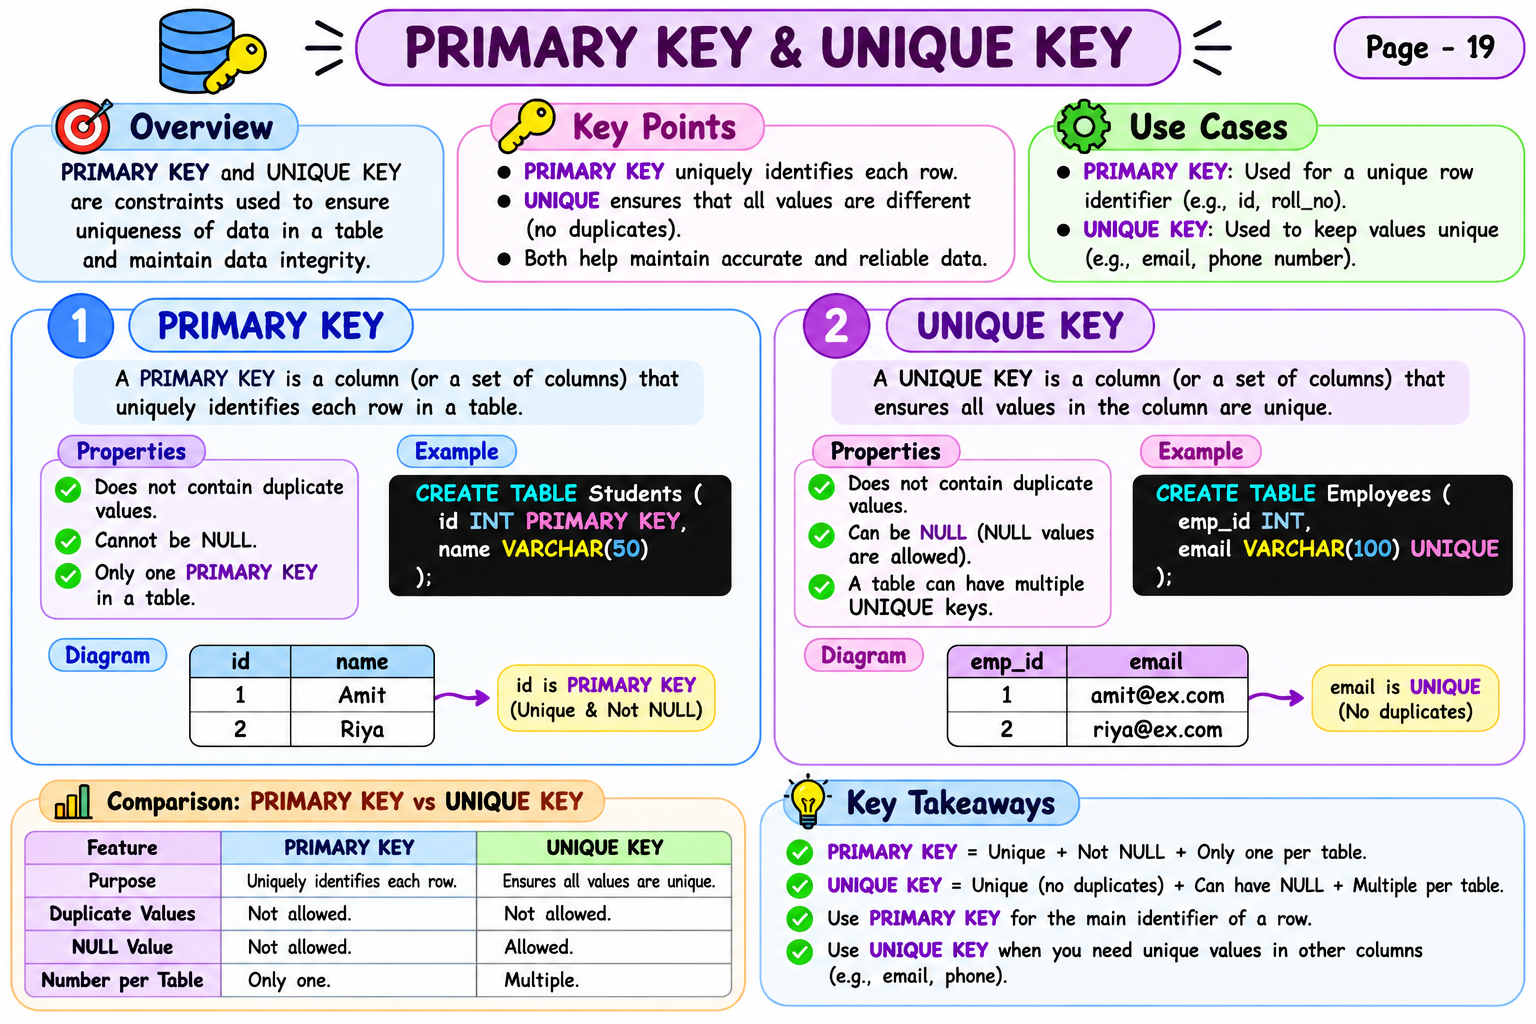 PRIMARY KEY & UNIQUE KEY
Page - 19
Overview
PRIMARY KEY and UNIQUE KEY
are constraints used to ensure
uniqueness of data in a table
and maintain data integrity.
Key Points
● PRIMARY KEY uniquely identifies each row.
● UNIQUE ensures that all values are different
(no duplicates).
● Both help maintain accurate and reliable data.
Use Cases
● PRIMARY KEY: Used for a unique row
identifier (e.g., id, roll_no).
● UNIQUE KEY: Used to keep values unique
(e.g., email, phone number).
1 PRIMARY KEY
A PRIMARY KEY is a column (or a set of columns) that
uniquely identifies each row in a table.
Properties
Does not contain duplicate
values.
Cannot be NULL.
Only one PRIMARY KEY
in a table.
Example
CREATE TABLE Students (
id INT PRIMARY KEY,
name VARCHAR(50)
);
Diagram
id name
1 Amit
2 Riya
id is PRIMARY KEY
(Unique & Not NULL)
2 UNIQUE KEY
A UNIQUE KEY is a column (or a set of columns) that
ensures all values in the column are unique.
Properties
Does not contain duplicate
values.
Can be NULL (NULL values
are allowed).
A table can have multiple
UNIQUE keys.
Example
CREATE TABLE Employees (
emp_id INT,
email VARCHAR(100) UNIQUE
);
Diagram
emp_id email
1 amit@ex.com
2 riya@ex.com
email is UNIQUE
(No duplicates)
Comparison: PRIMARY KEY vs UNIQUE KEY
Feature PRIMARY KEY UNIQUE KEY
Purpose Uniquely identifies each row. Ensures all values are unique.
Duplicate Values Not allowed. Not allowed.
NULL Value Not allowed. Allowed.
Number per Table Only one. Multiple.
Key Takeaways
PRIMARY KEY = Unique + Not NULL + Only one per table.
UNIQUE KEY = Unique (no duplicates) + Can have NULL + Multiple per table.
Use PRIMARY KEY for the main identifier of a row.
Use UNIQUE KEY when you need unique values in other columns
(e.g., email, phone).